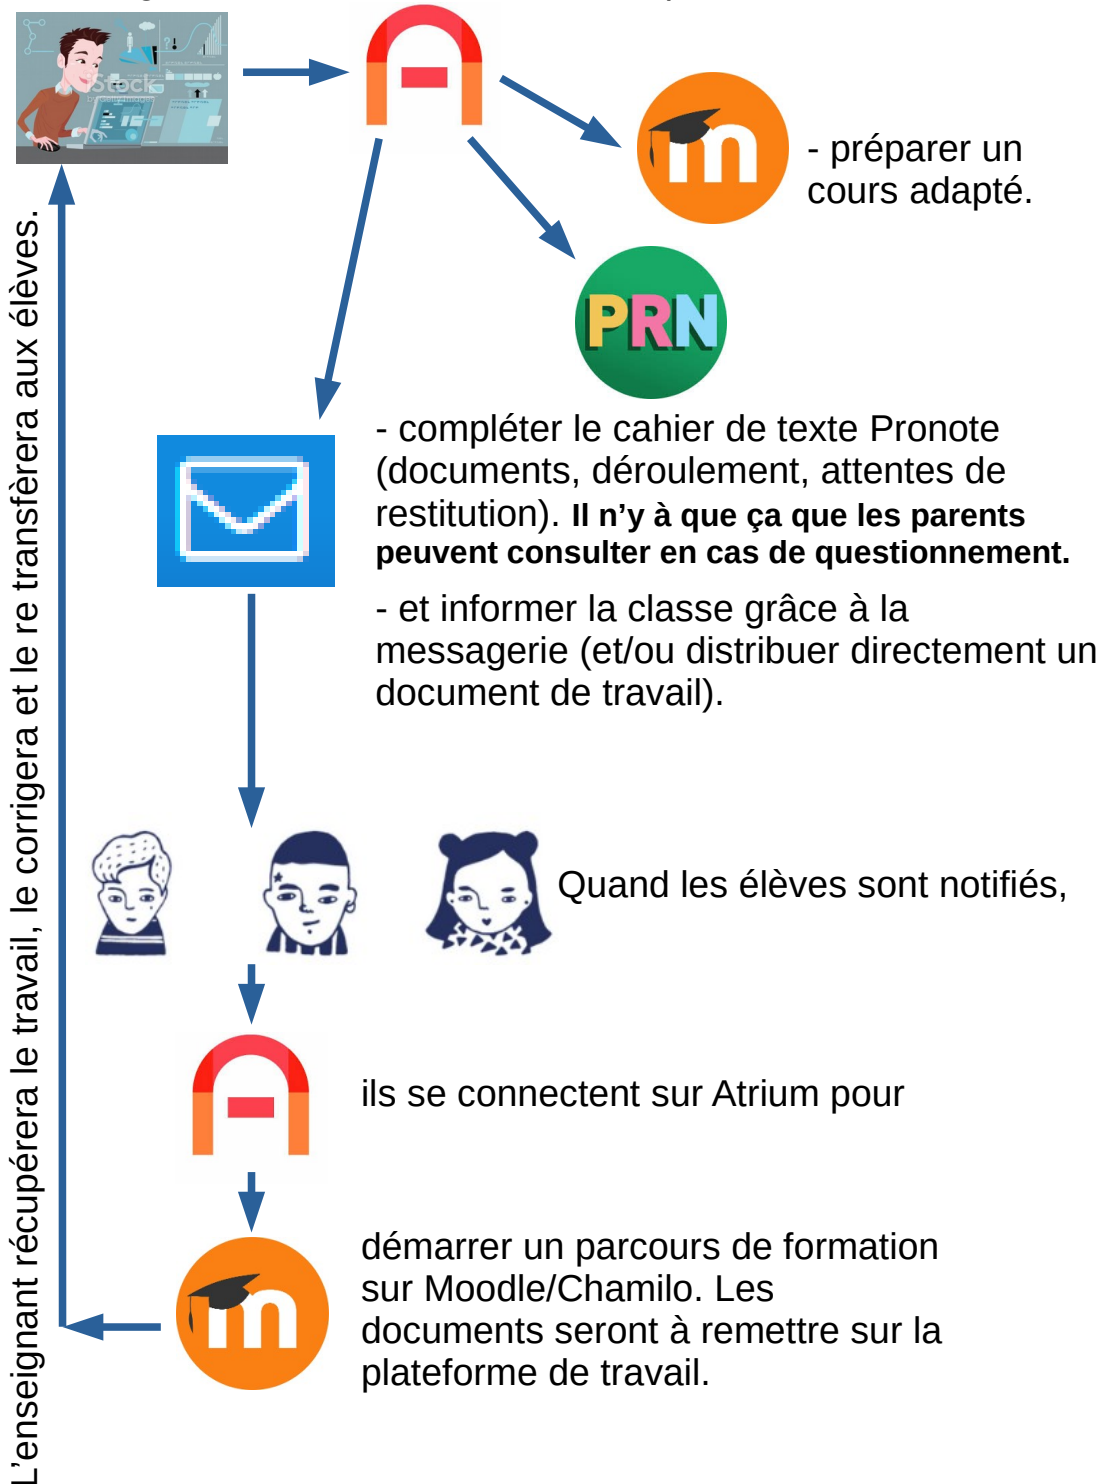 iStock
by Getty Images
m
- préparer un
cours adapté.
PRN
- compléter le cahier de texte Pronote
(documents, déroulement, attentes de
restitution). Il n’y à que ça que les parents
peuvent consulter en cas de questionnement.
- et informer la classe grâce à la
messagerie (et/ou distribuer directement un
document de travail).
Quand les élèves sont notifiés,
ils se connectent sur Atrium pour
m
démarrer un parcours de formation
sur Moodle/Chamilo. Les
documents seront à remettre sur la
plateforme de travail.
L’enseignant récupérera le travail, le corrigera et le re transfèrera aux élèves.